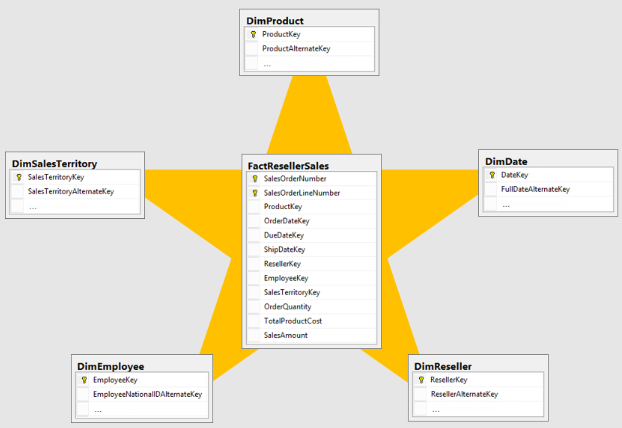 DimProduct
ProductKey
ProductAlternateKey
...
DimSalesTerritory
SalesTerritoryKey
SalesTerritoryAlternateKey
...
FactResellerSales
SalesOrderNumber
SalesOrderLineNumber
ProductKey
OrderDateKey
DueDateKey
ShipDateKey
ResellerKey
EmployeeKey
SalesTerritoryKey
OrderQuantity
TotalProductCost
SalesAmount
DimDate
DateKey
FullDateAlternateKey
...
DimEmployee
EmployeeKey
EmployeeNationalIDAlternateKey
...
DimReseller
ResellerKey
ResellerAlternateKey
...